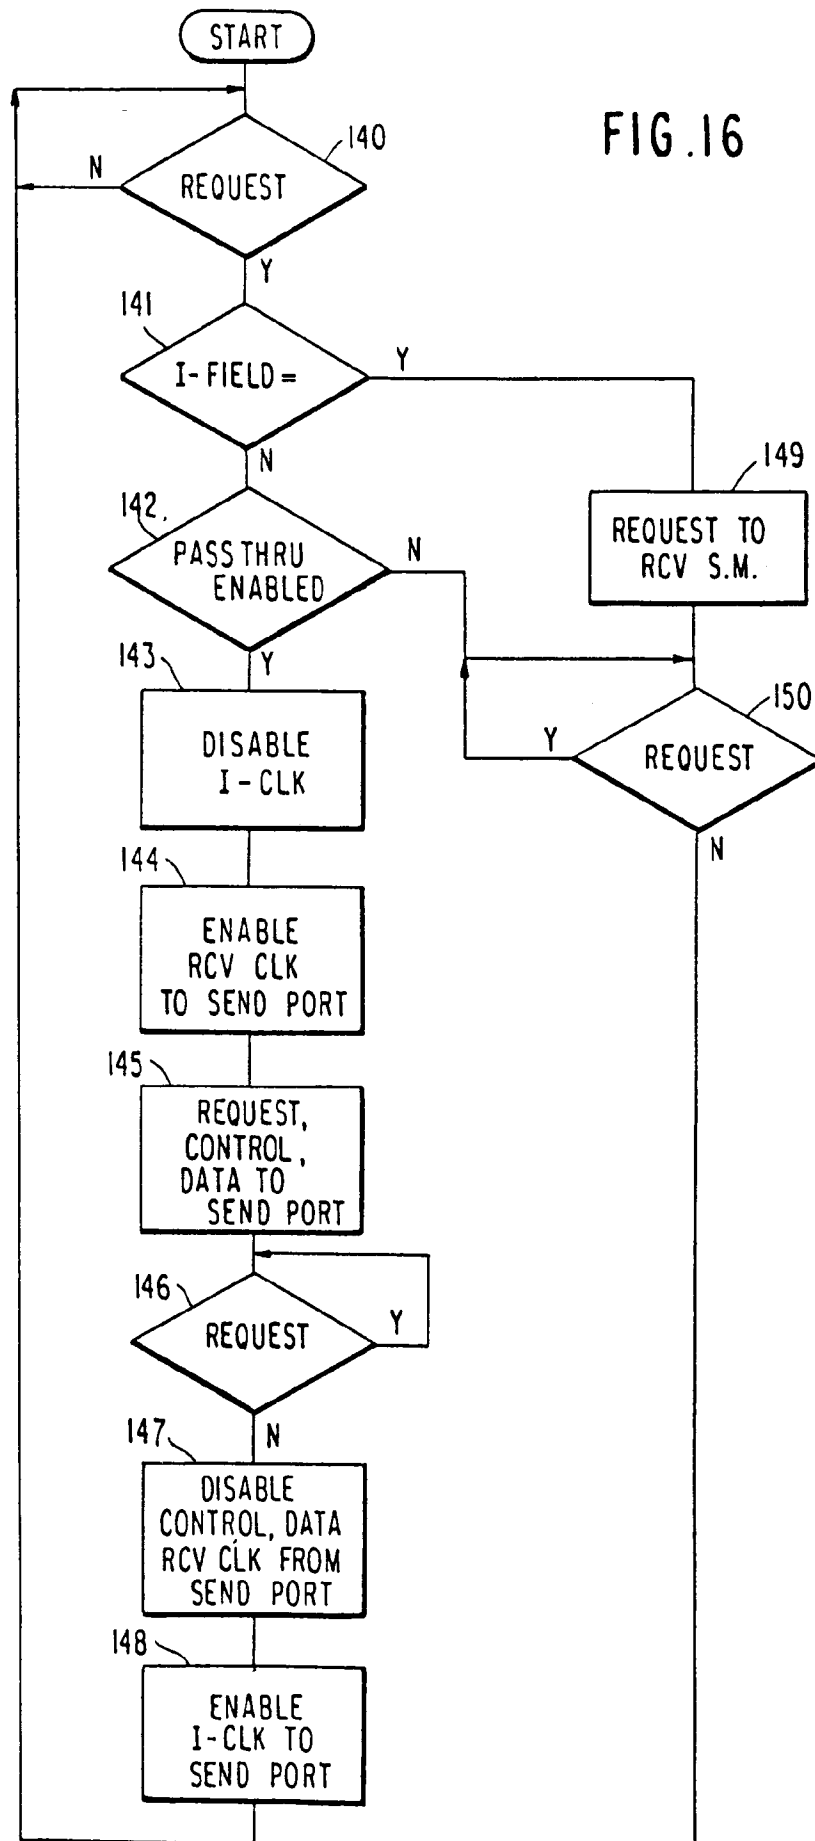 START
FIG.16
140
REQUEST
N
Y
141
I-FIELD=
Y
N
149
REQUEST TO
RCV S.M.
142
PASS THRU
ENABLED
N
Y
150
REQUEST
Y
N
143
DISABLE
I-CLK
144
ENABLE
RCV CLK
TO SEND PORT
145
REQUEST,
CONTROL,
DATA TO
SEND PORT
146
REQUEST
Y
N
147
DISABLE
CONTROL, DATA
RCV CLK FROM
SEND PORT
148
ENABLE
I-CLK TO
SEND PORT